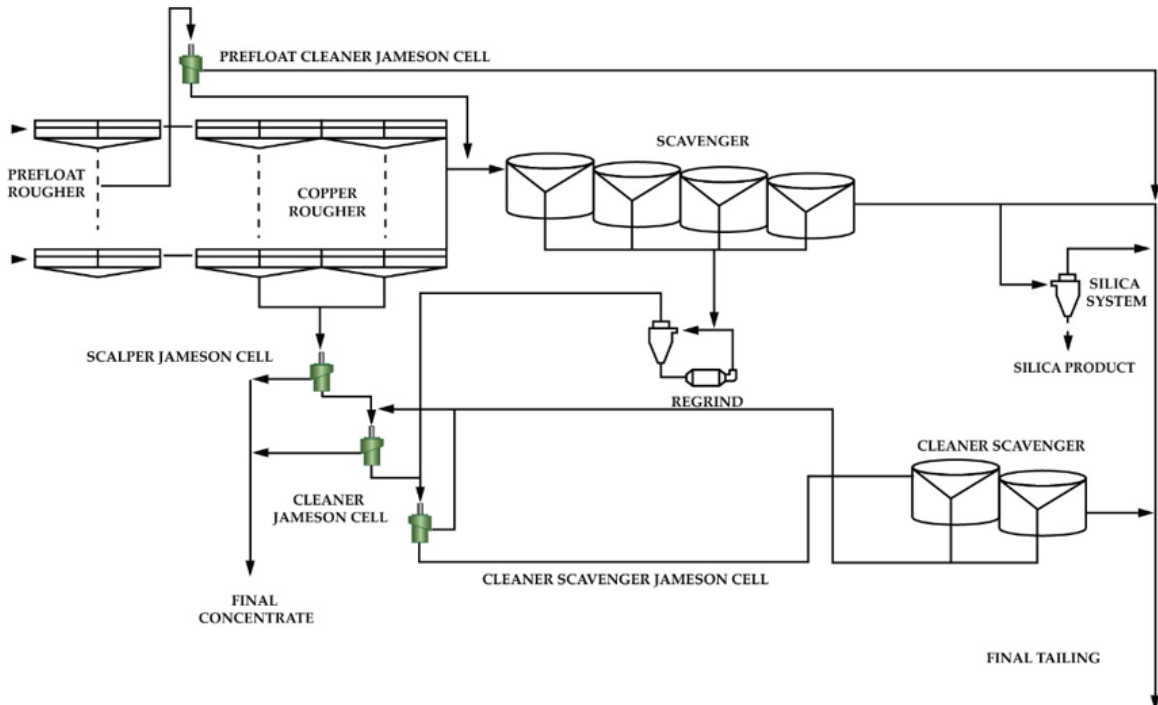 PREFLOAT CLEANER JAMESON CELL
SCAVENGER
PREFLOAT
ROUGHER
COPPER
ROUGHER
SILICA
SYSTEM
SCALPER JAMESON CELL
SILICA PRODUCT
REGRIND
CLEANER SCAVENGER
CLEANER
JAMESON CELL
CLEANER SCAVENGER JAMESON CELL
FINAL
CONCENTRATE
FINAL TAILING